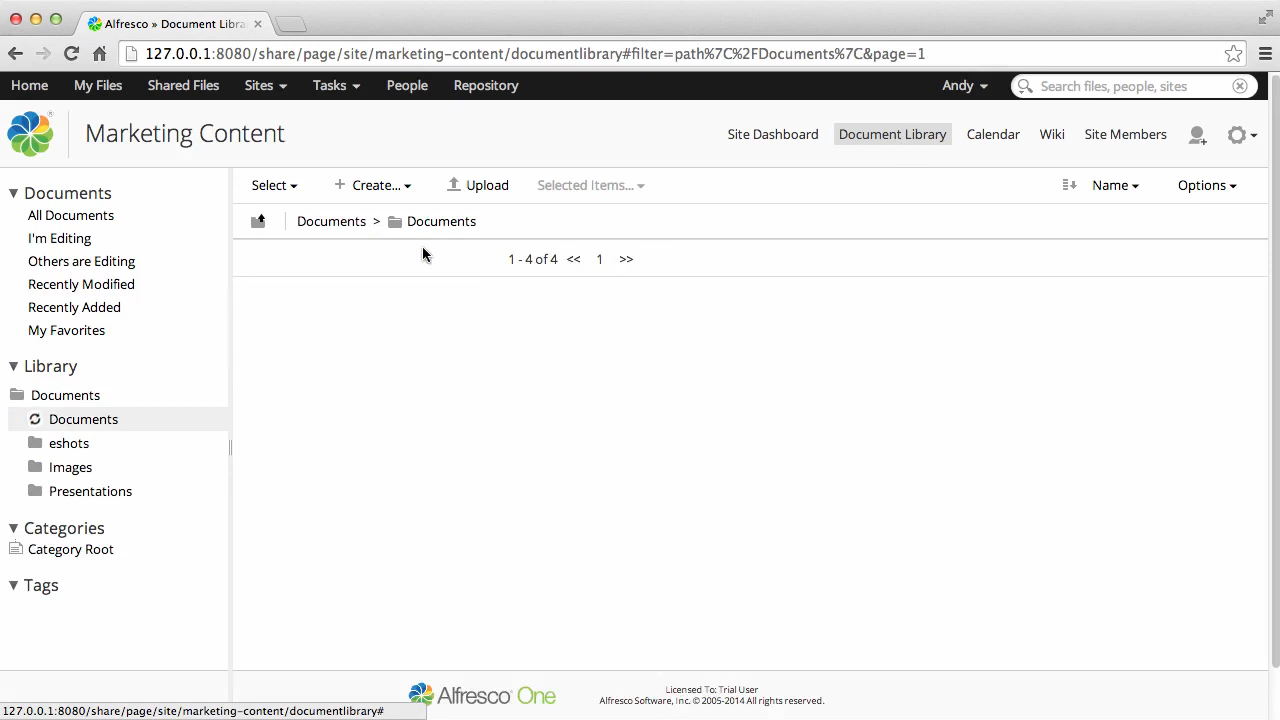 Alfresco » Document Libra
127.0.0.1:8080/share/page/site/marketing-content/documentlibrary#filter=path%7C%2FDocuments%7C&page=1
Home My Files Shared Files Sites Tasks People Repository Andy Search files, people, sites
Marketing Content Site Dashboard Document Library Calendar Wiki Site Members
Select Create... Upload Selected Items... Name Options
Documents > Documents
1 - 4 of 4 << 1 >>
Documents
All Documents
I'm Editing
Others are Editing
Recently Modified
Recently Added
My Favorites
Library
Documents
Documents
eshots
Images
Presentations
Categories
Category Root
Tags
Alfresco One
Licensed To: Trial User
Alfresco Software, Inc. © 2005-2014 All rights reserved.
127.0.0.1:8080/share/page/site/marketing-content/documentlibrary#